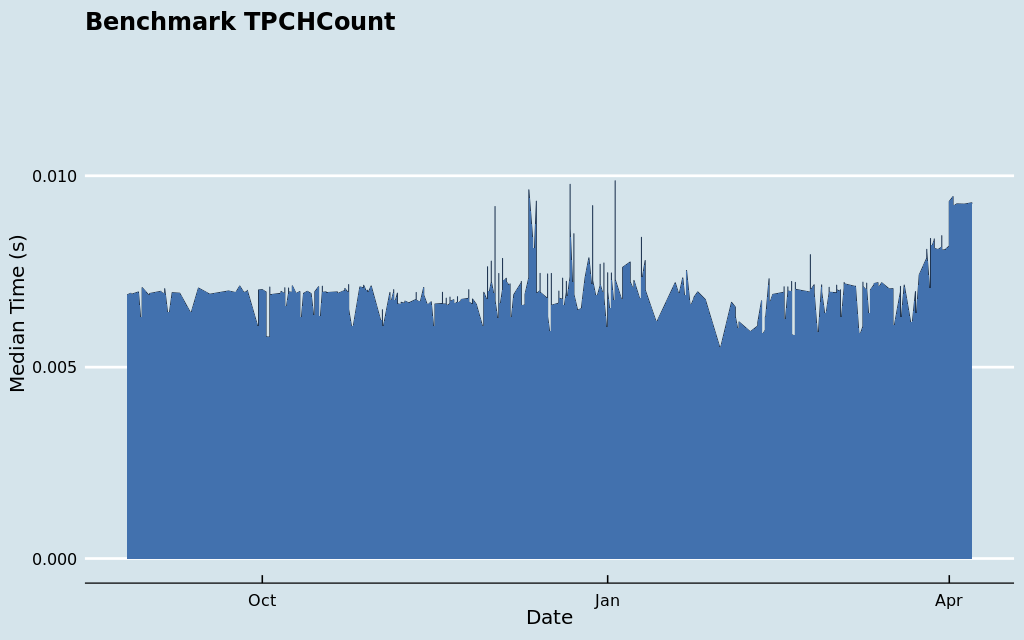 Benchmark TPCHCount
0.010
0.005
0.000
Median Time (s)
Oct
Jan
Apr
Date